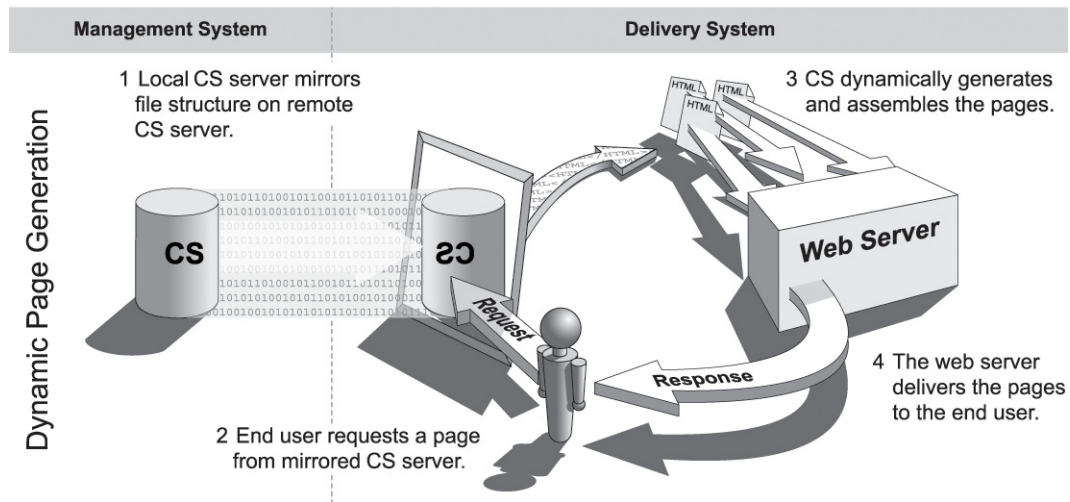 Management System
Delivery System
Dynamic Page Generation
1 Local CS server mirrors
file structure on remote
CS server.
3 CS dynamically generates
and assembles the pages.
HTML
HTML
HTML
CS
CS
Web Server
Request
Response
2 End user requests a page
from mirrored CS server.
4 The web server
delivers the pages
to the end user.